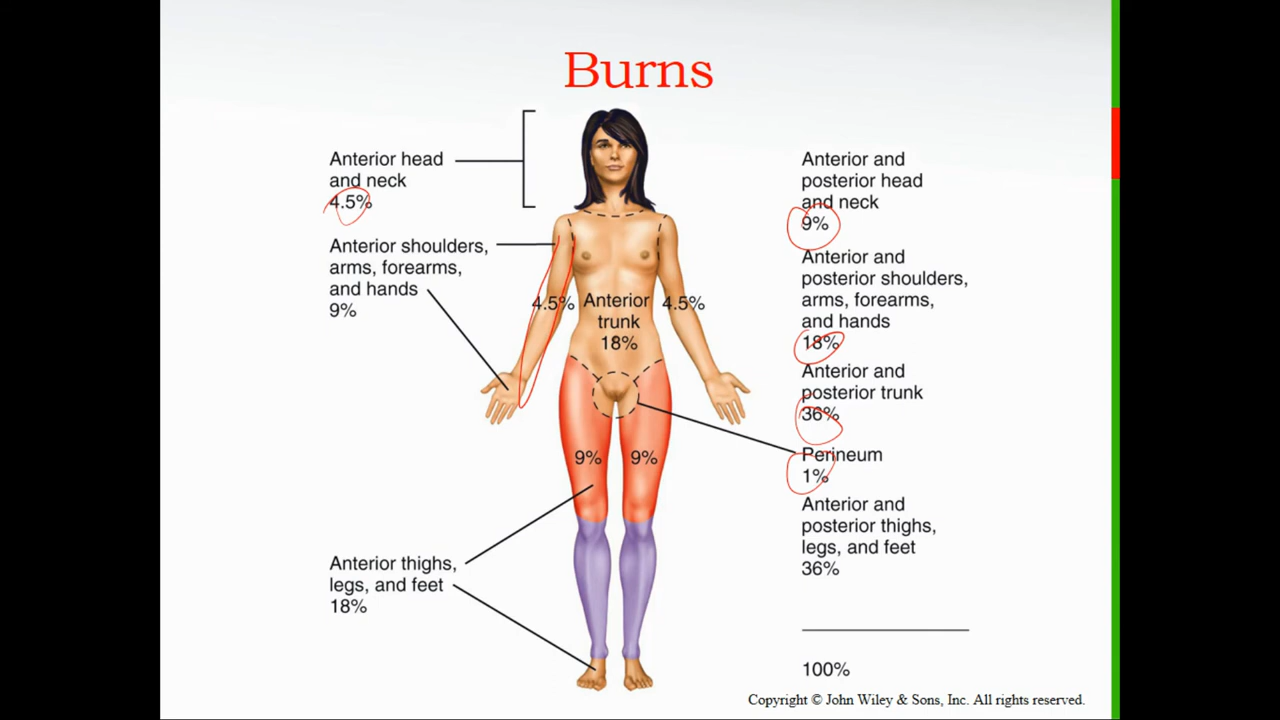 Burns
Anterior head
and neck
4.5%
Anterior shoulders,
arms, forearms,
and hands
9%
4.5%
Anterior
trunk
18%
4.5%
9%
9%
Anterior thighs,
legs, and feet
18%
Anterior and
posterior head
and neck
9%
Anterior and
posterior shoulders,
arms, forearms,
and hands
18%
Anterior and
posterior trunk
36%
Perineum
1%
Anterior and
posterior thighs,
legs, and feet
36%
100%
Copyright © John Wiley & Sons, Inc. All rights reserved.